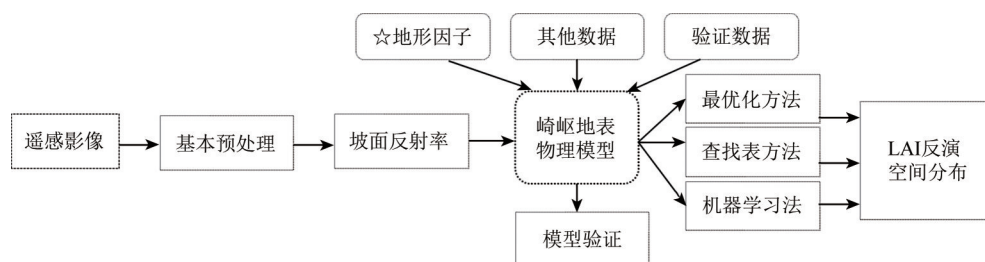 ☆地形因子
其他数据
验证数据
遥感影像
基本预处理
坡面反射率
崎岖地表
物理模型
最优化方法
查找表方法
机器学习法
LAI反演
空间分布
模型验证